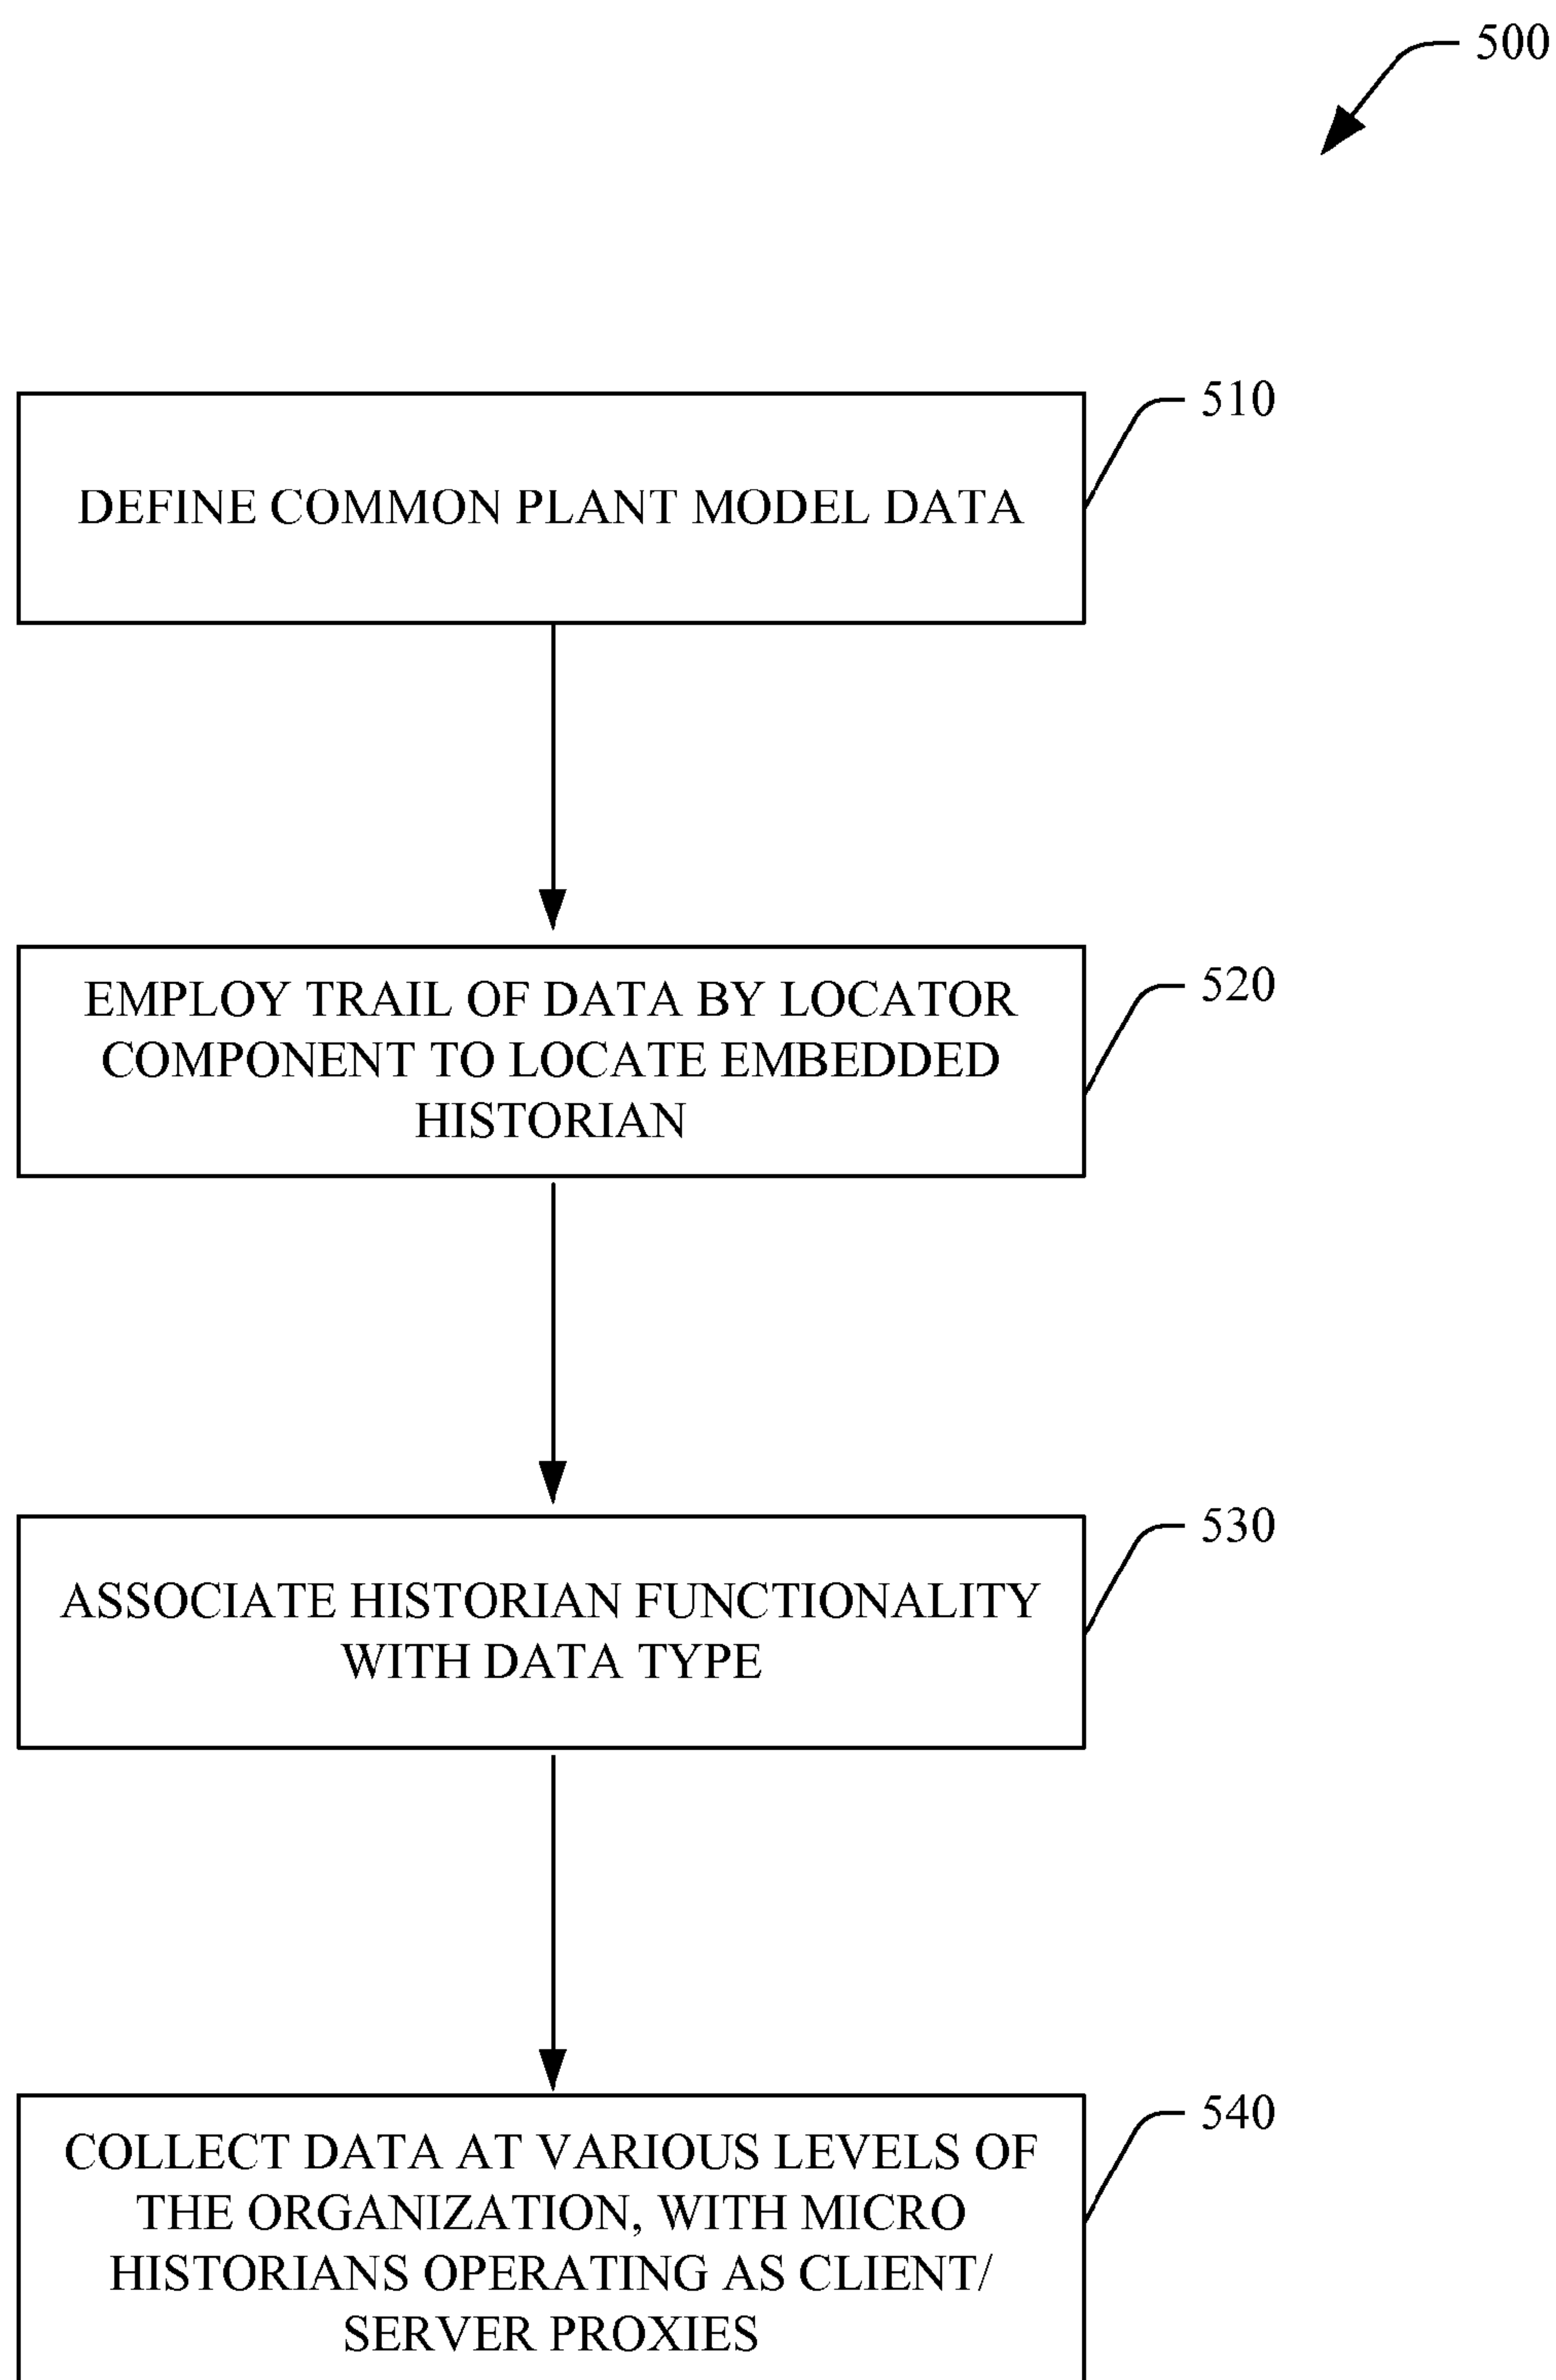 500
510
DEFINE COMMON PLANT MODEL DATA
520
EMPLOY TRAIL OF DATA BY LOCATOR
COMPONENT TO LOCATE EMBEDDED
HISTORIAN
530
ASSOCIATE HISTORIAN FUNCTIONALITY
WITH DATA TYPE
540
COLLECT DATA AT VARIOUS LEVELS OF
THE ORGANIZATION, WITH MICRO
HISTORIANS OPERATING AS CLIENT/
SERVER PROXIES